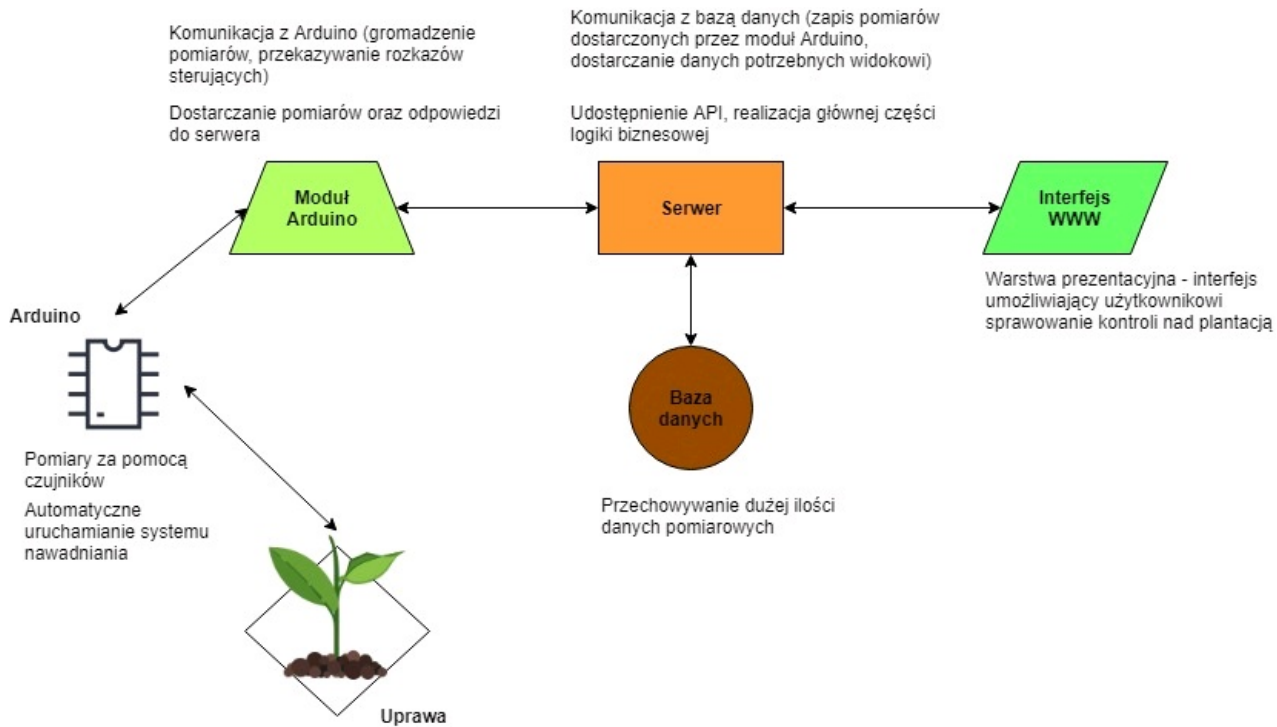 Komunikacja z Arduino (gromadzenie
pomiarów, przekazywanie rozkazów
sterujących)
Dostarczanie pomiarów oraz odpowiedzi
do serwera
Komunikacja z bazą danych (zapis pomiarów
dostarczonych przez moduł Arduino,
dostarczanie danych potrzebnych widokowi)
Udostępnienie API, realizacja głównej części
logiki biznesowej
Moduł
Arduino
Serwer
Interfejs
WWW
Warstwa prezentacyjna - interfejs
umożliwiający użytkownikowi
sprawowanie kontroli nad plantacją
Arduino
Pomiary za pomocą
czujników
Automatyczne
uruchamianie systemu
nawadniania
Baza
danych
Przechowywanie dużej ilości
danych pomiarowych
Uprawa